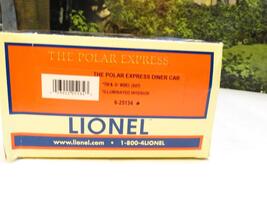 THE POLAR EXPRESS
THE POLAR EXPRESS DINER CAR
ILLUMINATED INTERIOR
6-25134
LIONEL
www.lionel.com • 1-800-4LIONEL